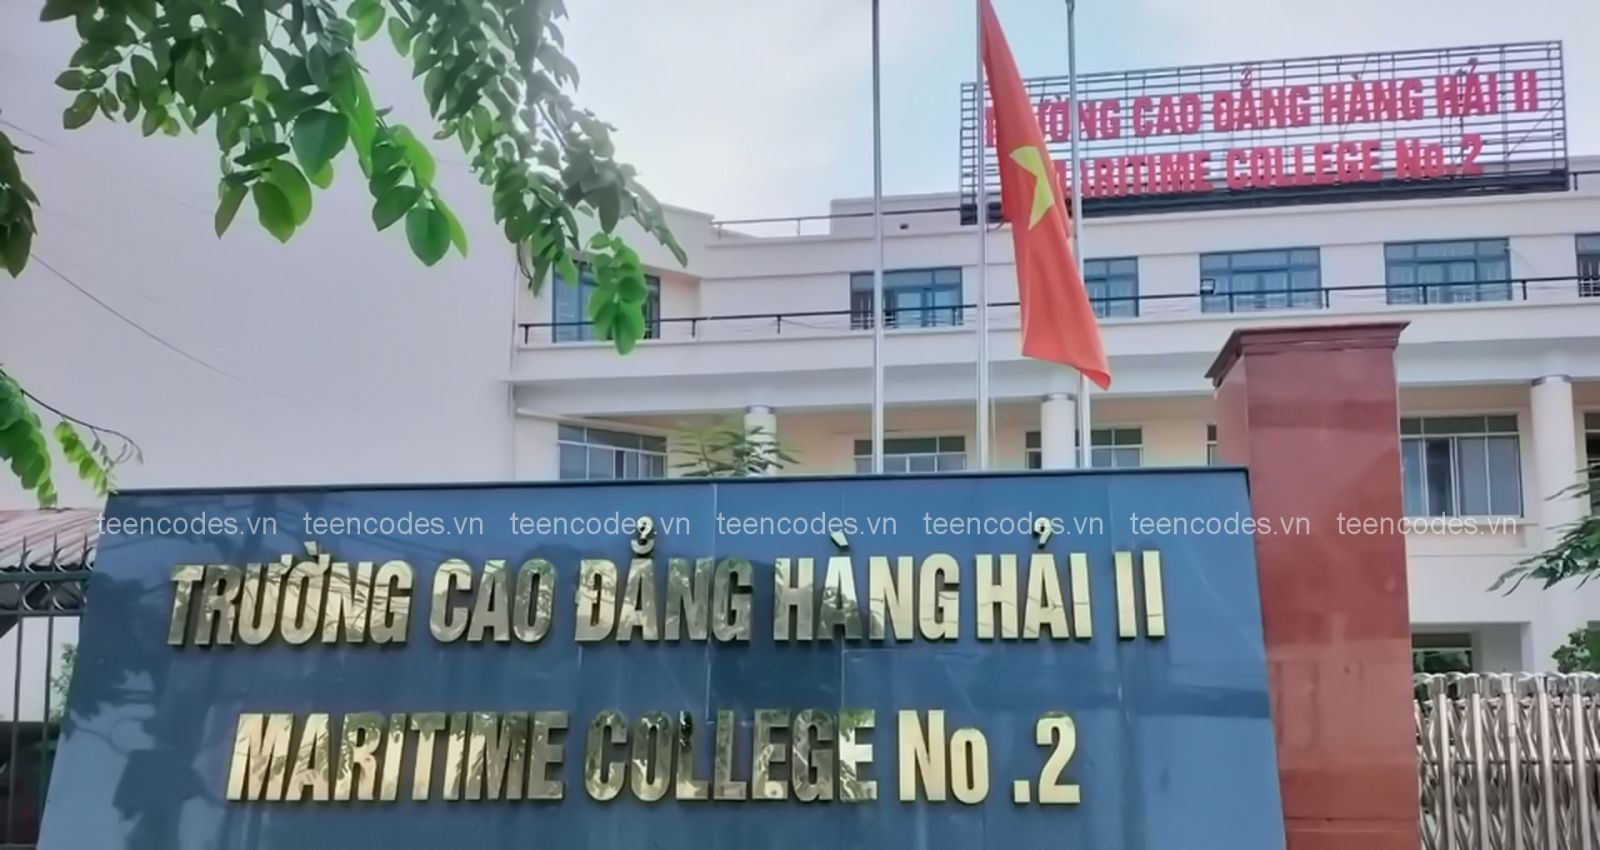 TRƯỜNG CAO ĐẲNG HÀNG HẢI II
MARITIME COLLEGE No.2
teencodes.vn teencodes.vn teencodes.vn teencodes.vn teencodes.vn teencodes.vn teencodes.vn
TRƯỜNG CAO ĐẲNG HÀNG HẢI II
MARITIME COLLEGE No .2